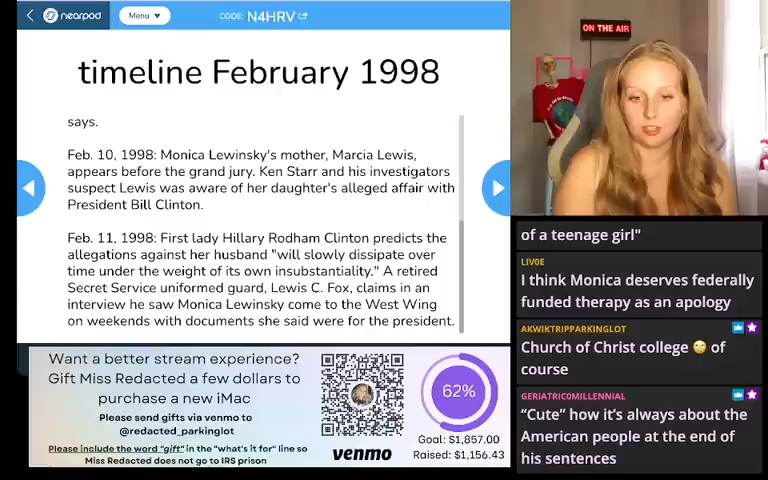 nearpod
Menu
CODE: N4HRV
ON THE AIR
timeline February 1998
says.
Feb. 10, 1998: Monica Lewinsky's mother, Marcia Lewis,
appears before the grand jury. Ken Starr and his investigators
suspect Lewis was aware of her daughter's alleged affair with
President Bill Clinton.
Feb. 11, 1998: First lady Hillary Rodham Clinton predicts the
allegations against her husband "will slowly dissipate over
time under the weight of its own insubstantiality." A retired
Secret Service uniformed guard, Lewis C. Fox, claims in an
interview he saw Monica Lewinsky come to the West Wing
on weekends with documents she said were for the president.
Want a better stream experience?
Gift Miss Redacted a few dollars to
purchase a new iMac
Please send gifts via venmo to
@redacted_parkinglot
Please include the word "gift" in the "what's it for" line so
Miss Redacted does not go to IRS prison
venmo
62%
Goal: $1,857.00
Raised: $1,156.43
of a teenage girl"
LIV0E
I think Monica deserves federally
funded therapy as an apology
AKWIKTRIPPARKINGLOT
Church of Christ college 🙄 of
course
GERIATRIC0MILLENNIAL
“Cute” how it’s always about the
American people at the end of
his sentences